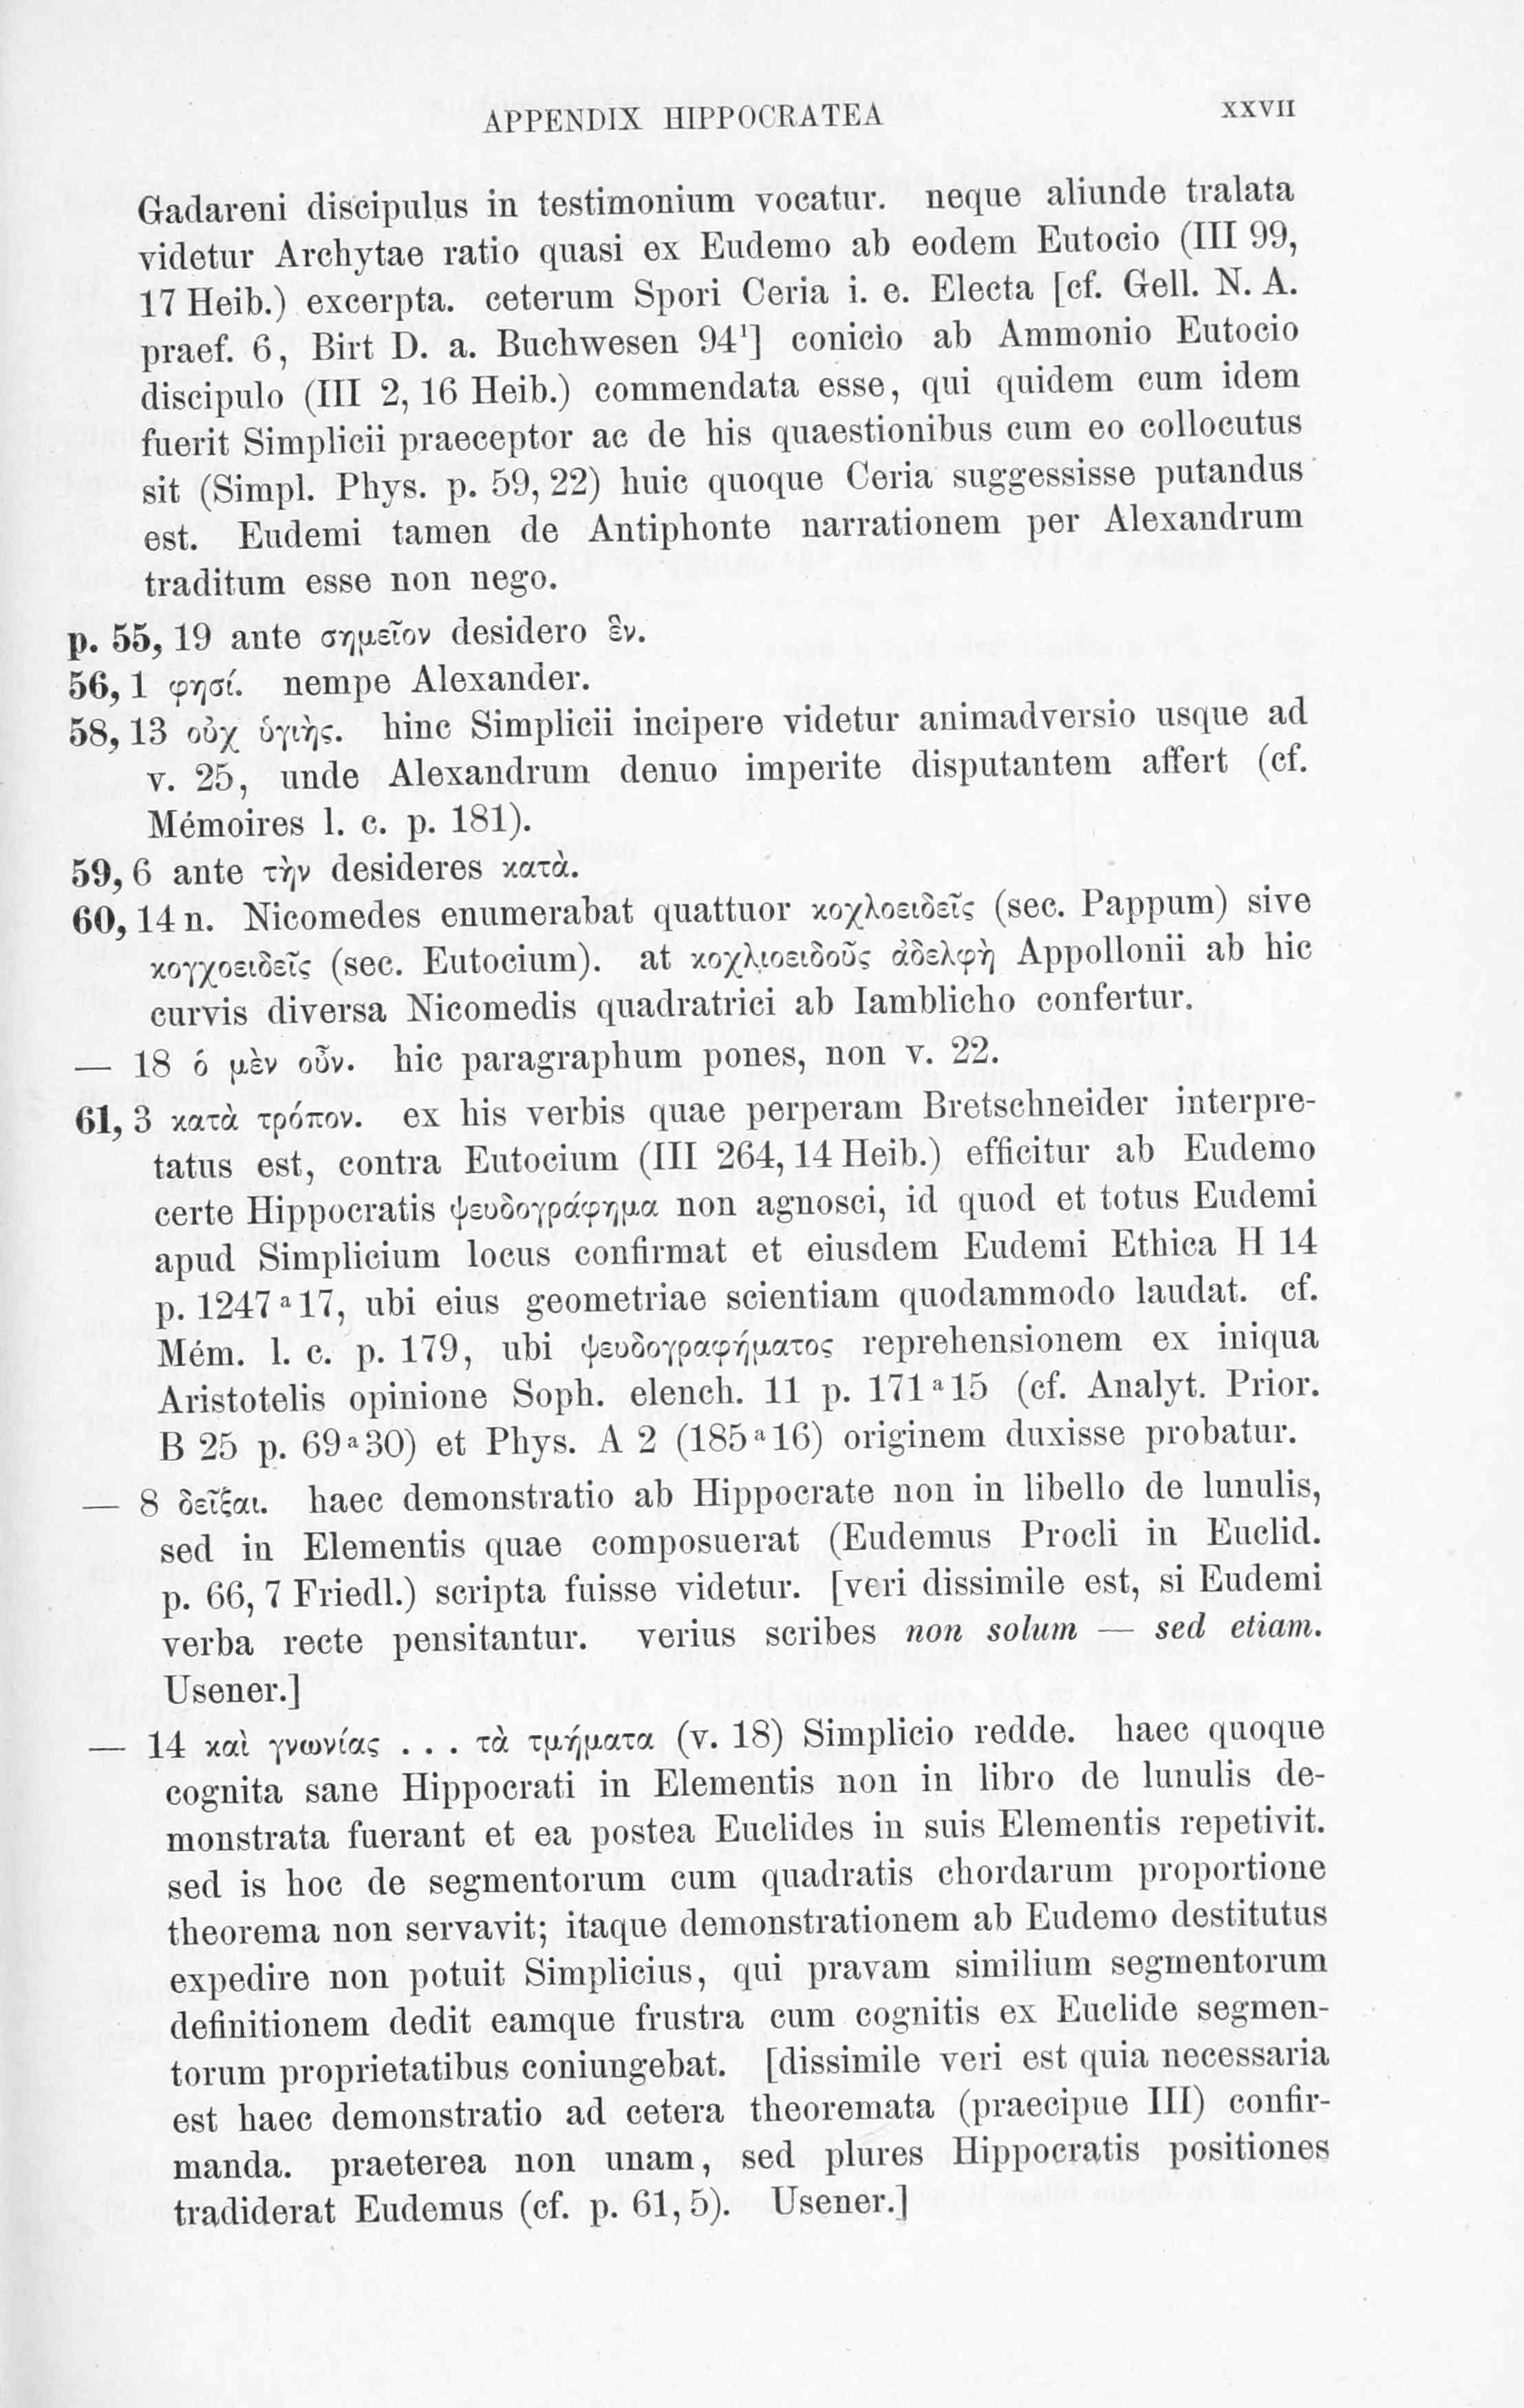 APPENDIX HIPPOCRATEA XXVII
Gadareni discipulus in testimonium vocatur. neque aliunde tralata
videtur Archytae ratio quasi ex Eudemo ab eodem Eutocio (III 99,
17 Heib.) excerpta. ceterum Spori Ceria i. e. Electa [cf. Gell. N. A.
praef. 6, Birt D. a. Buchwesen 94¹] conicio ab Ammonio Eutocio
discipulo (III 2, 16 Heib.) commendata esse, qui quidem cum idem
fuerit Simplicii praeceptor ac de his quaestionibus cum eo collocutus
sit (Simpl. Phys. p. 59, 22) huic quoque Ceria suggessisse putandus
est. Eudemi tamen de Antiphonte narrationem per Alexandrum
traditum esse non nego.
p. 55, 19 ante σημεῖον desidero ἓν.
56, 1 φησί. nempe Alexander.
58, 13 οὐχ ὑγιὴς. hinc Simplicii incipere videtur animadversio usque ad
v. 25, unde Alexandrum denuo imperite disputantem affert (cf.
Mémoires l. c. p. 181).
59, 6 ante τὴν desideres κατὰ.
60, 14 n. Nicomedes enumerabat quattuor κοχλοειδεῖς (sec. Pappum) sive
κογχοειδεῖς (sec. Eutocium). at κοχλιοειδοῦς ἀδελφὴ Appollonii ab hic
curvis diversa Nicomedis quadratrici ab Iamblicho confertur.
— 18 ὁ μὲν οὖν. hic paragraphum pones, non v. 22.
61, 3 κατὰ τρόπον. ex his verbis quae perperam Bretschneider interpre-
tatus est, contra Eutocium (III 264, 14 Heib.) efficitur ab Eudemo
certe Hippocratis ψευδογράφημα non agnosci, id quod et totus Eudemi
apud Simplicium locus confirmat et eiusdem Eudemi Ethica H 14
p. 1247ᵃ17, ubi eius geometriae scientiam quodammodo laudat. cf.
Mém. l. c. p. 179, ubi ψευδογραφήματος reprehensionem ex iniqua
Aristotelis opinione Soph. elench. 11 p. 171ᵃ15 (cf. Analyt. Prior.
B 25 p. 69ᵃ30) et Phys. A 2 (185ᵃ16) originem duxisse probatur.
— 8 δεῖξαι. haec demonstratio ab Hippocrate non in libello de lunulis,
sed in Elementis quae composuerat (Eudemus Procli in Euclid.
p. 66, 7 Friedl.) scripta fuisse videtur. [veri dissimile est, si Eudemi
verba recte pensitantur. verius scribes non solum — sed etiam.
Usener.]
— 14 καὶ γνωνίας . . . τὰ τμήματα (v. 18) Simplicio redde. haec quoque
cognita sane Hippocrati in Elementis non in libro de lunulis de-
monstrata fuerant et ea postea Euclides in suis Elementis repetivit.
sed is hoc de segmentorum cum quadratis chordarum proportione
theorema non servavit; itaque demonstrationem ab Eudemo destitutus
expedire non potuit Simplicius, qui pravam similium segmentorum
definitionem dedit eamque frustra cum cognitis ex Euclide segmen-
torum proprietatibus coniungebat. [dissimile veri est quia necessaria
est haec demonstratio ad cetera theoremata (praecipue III) confir-
manda. praeterea non unam, sed plures Hippocratis positiones
tradiderat Eudemus (cf. p. 61, 5). Usener.]